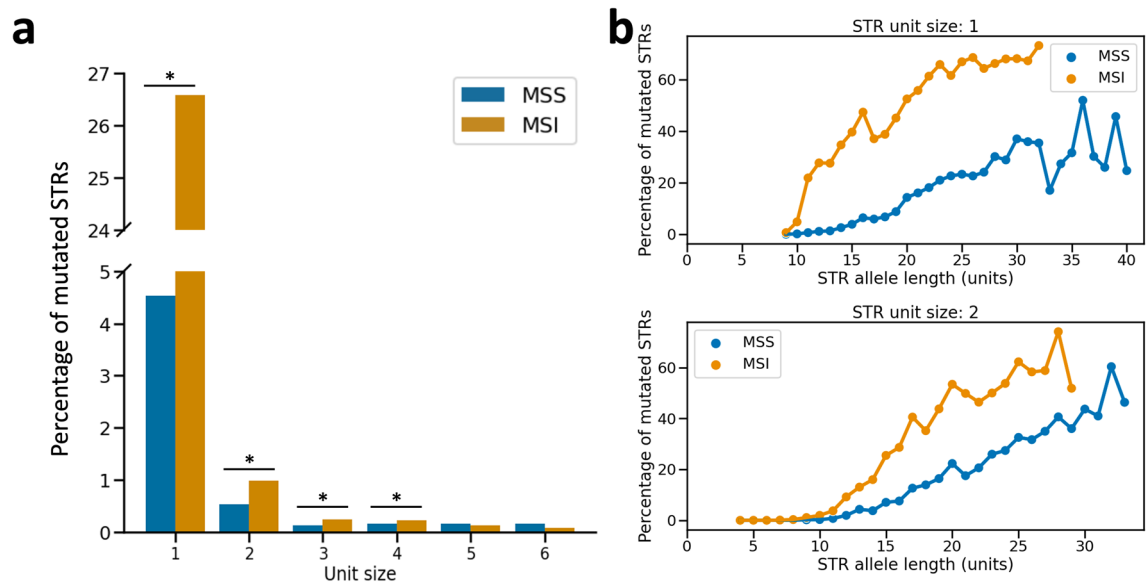 a
Percentage of mutated STRs
27
26
25
24
5
4
3
2
1
0
*
*
*
*
MSS
MSI
1 2 3 4 5 6
Unit size
b
STR unit size: 1
Percentage of mutated STRs
60
40
20
0
MSS
MSI
0 5 10 15 20 25 30 35 40
STR allele length (units)
STR unit size: 2
Percentage of mutated STRs
60
40
20
0
MSS
MSI
0 5 10 15 20 25 30
STR allele length (units)